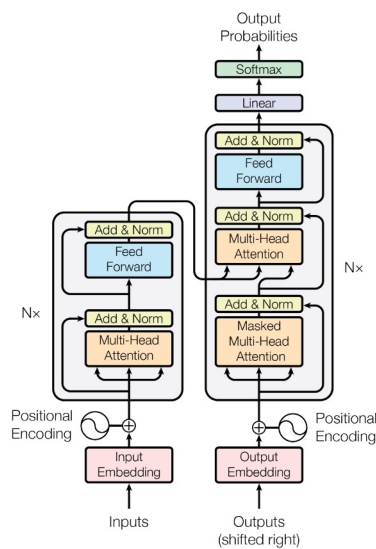 Output
Probabilities
Softmax
Linear
Add & Norm
Feed
Forward
Add & Norm
Multi-Head
Attention
Add & Norm
Masked
Multi-Head
Attention
N×
Positional
Encoding
Output
Embedding
Outputs
(shifted right)
Add & Norm
Feed
Forward
Add & Norm
Multi-Head
Attention
N×
Positional
Encoding
Input
Embedding
Inputs